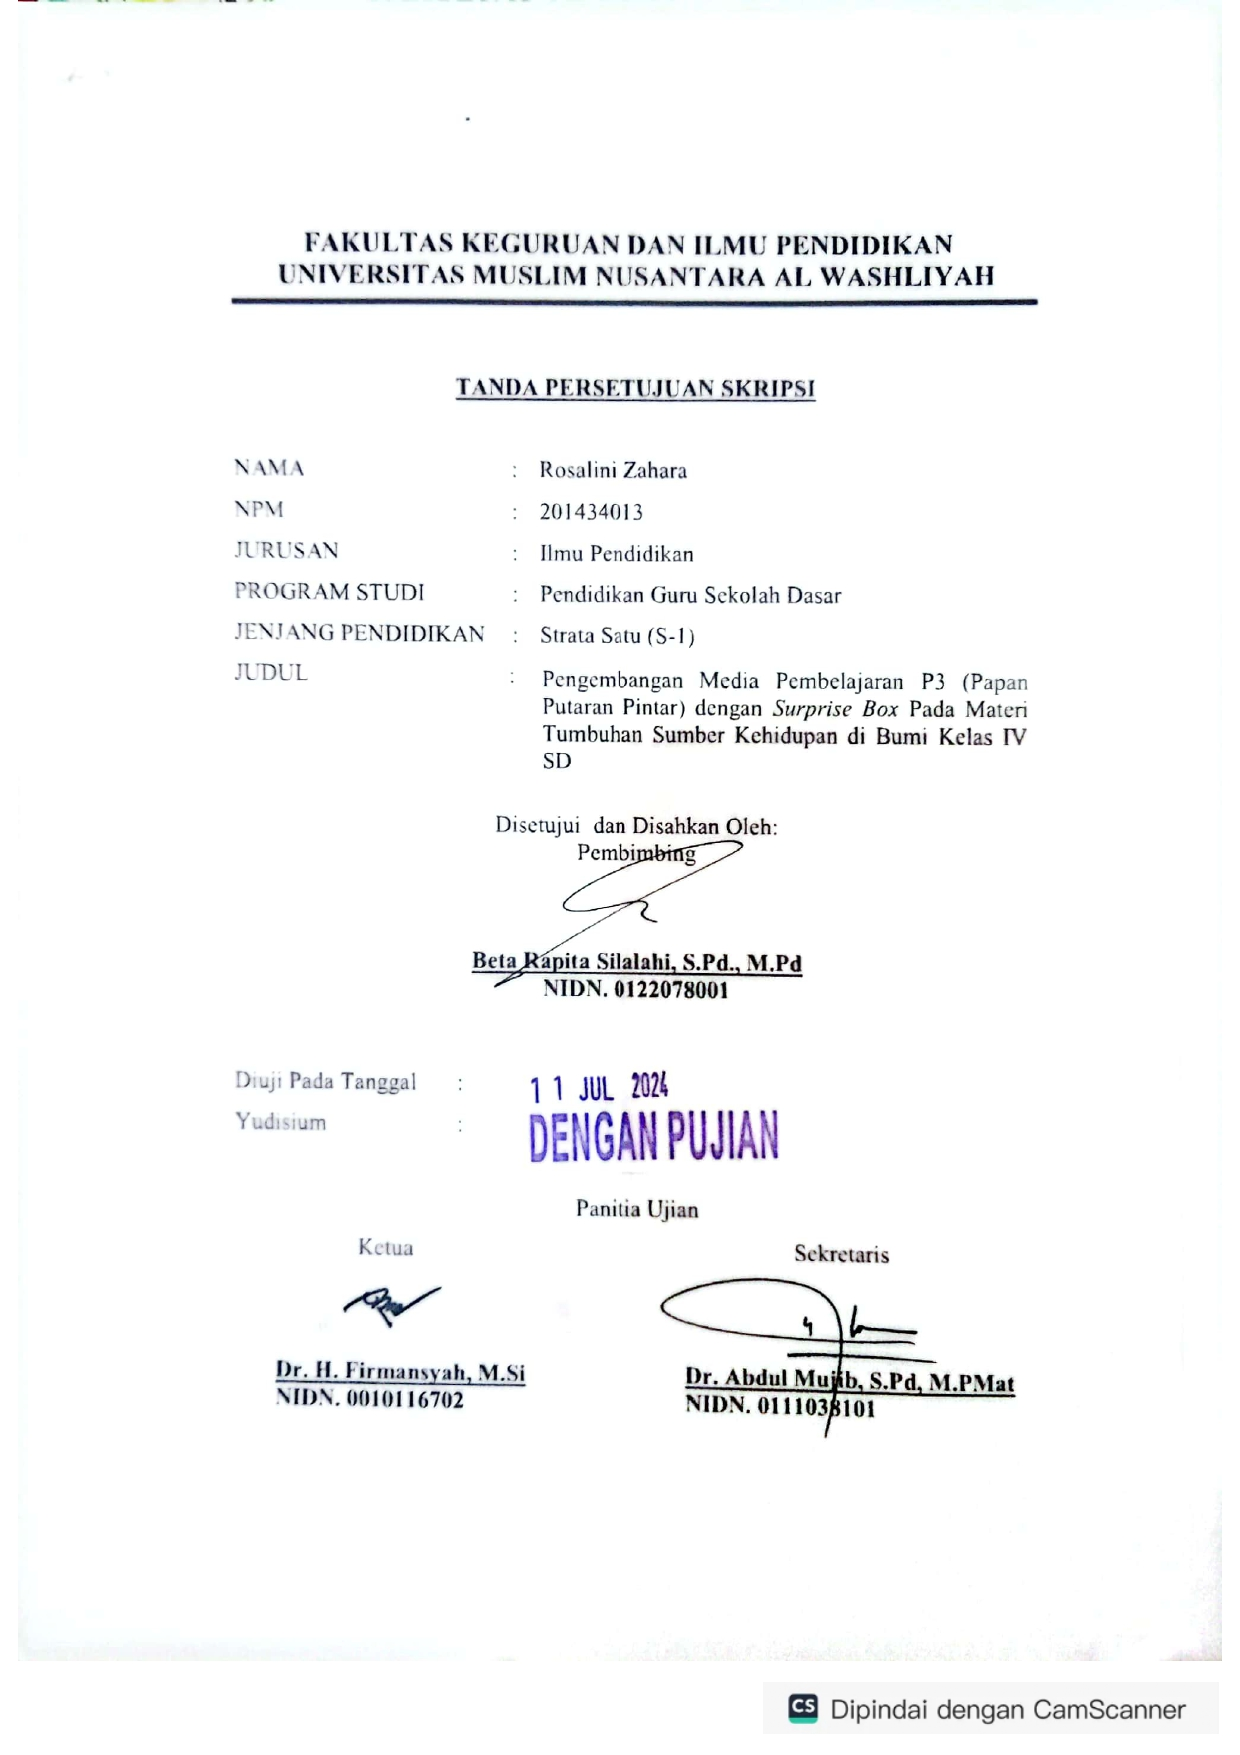 FAKULTAS KEGURUAN DAN ILMU PENDIDIKAN
UNIVERSITAS MUSLIM NUSANTARA AL WASHLIYAH
TANDA PERSETUJUAN SKRIPSI
NAMA : Rosalini Zahara
NPM : 201434013
JURUSAN : Ilmu Pendidikan
PROGRAM STUDI : Pendidikan Guru Sekolah Dasar
JENJANG PENDIDIKAN : Strata Satu (S-1)
JUDUL : Pengembangan Media Pembelajaran P3 (Papan
Putaran Pintar) dengan Surprise Box Pada Materi
Tumbuhan Sumber Kehidupan di Bumi Kelas IV
SD
Disetujui dan Disahkan Oleh:
Pembimbing
Beta Rapita Silalahi, S.Pd., M.Pd
NIDN. 0122078001
Diuji Pada Tanggal : 11 JUL 2024
Yudisium : DENGAN PUJIAN
Panitia Ujian
Ketua
Sekretaris
Dr. H. Firmansyah, M.Si
NIDN. 0010116702
Dr. Abdul Mujib, S.Pd, M.PMat
NIDN. 0111038101
CS Dipindai dengan CamScanner